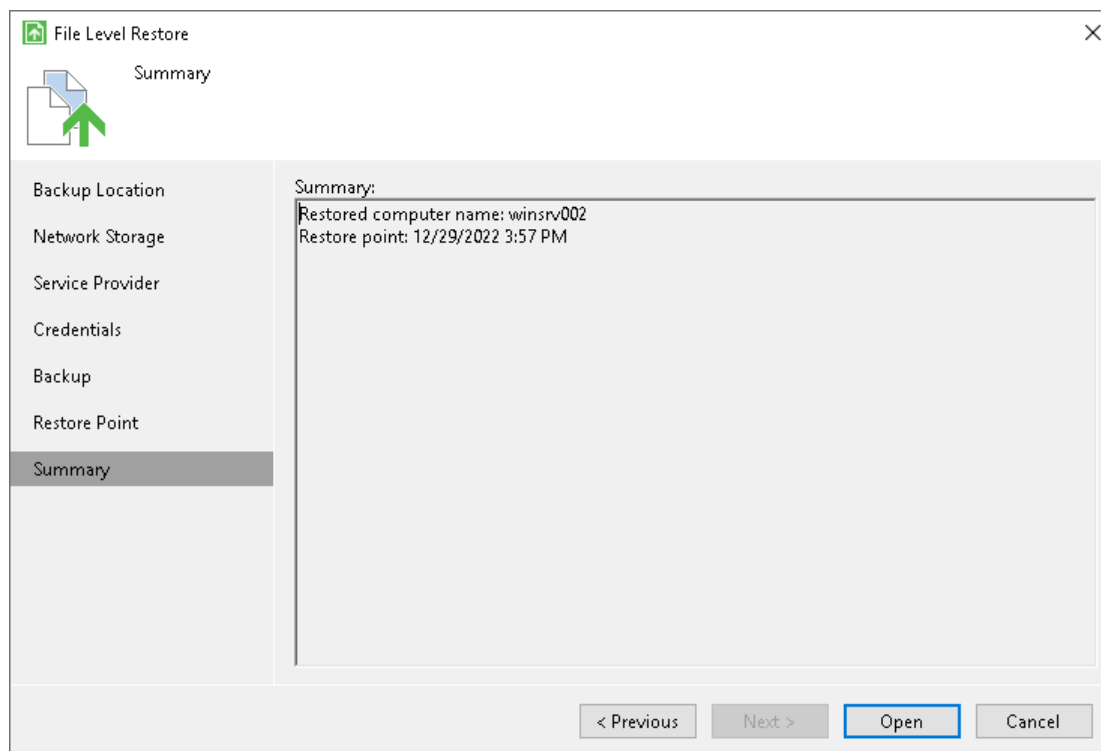 File Level Restore
Summary
Backup Location
Network Storage
Service Provider
Credentials
Backup
Restore Point
Summary
Summary:
Restored computer name: winsrv002
Restore point: 12/29/2022 3:57 PM
< Previous
Next >
Open
Cancel